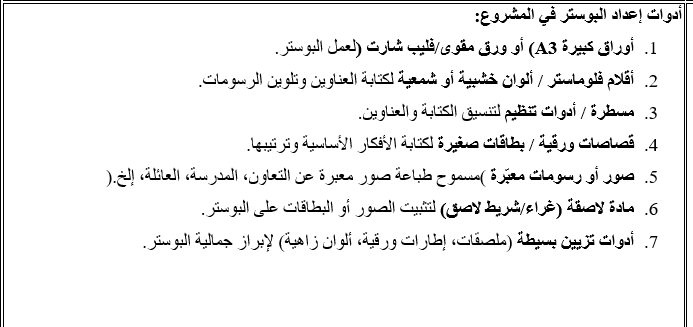 أدوات إعداد البوستر في المشروع:
1. أوراق كبيرة A3) أو ورق مقوى/فليب شارت (لعمل البوستر.
2. أقلام فلوماستر / ألوان خشبية أو شمعية لكتابة العناوين وتلوين الرسومات.
3. مسطرة / أدوات تنظيم لتنسيق الكتابة والعناوين.
4. قصاصات ورقية / بطاقات صغيرة لكتابة الأفكار الأساسية وترتيبها.
5. صور أو رسومات معبّرة )مسموح طباعة صور معبرة عن التعاون، المدرسة، العائلة، إلخ.(
6. مادة لاصقة (غراء/شريط لاصق) لتثبيت الصور أو البطاقات على البوستر.
7. أدوات تزيين بسيطة (ملصقات، إطارات ورقية، ألوان زاهية) لإبراز جمالية البوستر.